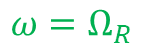 ω = Ω_R